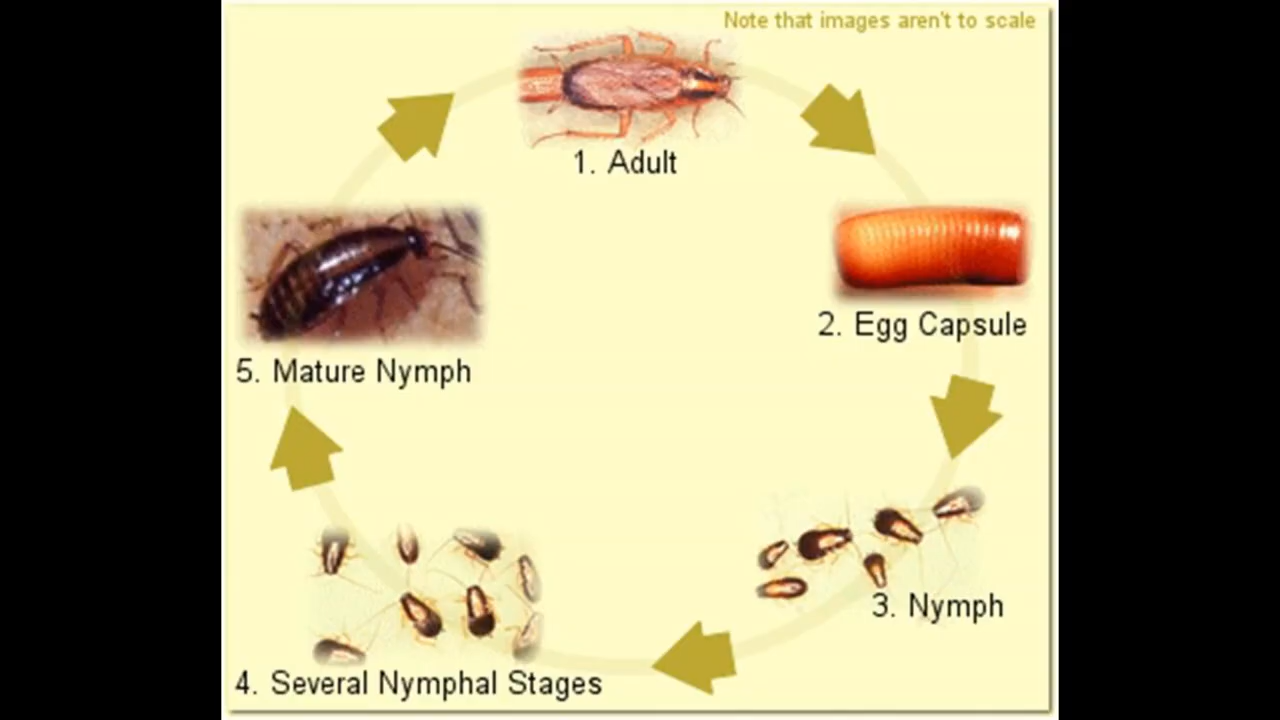 Note that images aren't to scale
1. Adult
2. Egg Capsule
5. Mature Nymph
3. Nymph
4. Several Nymphal Stages